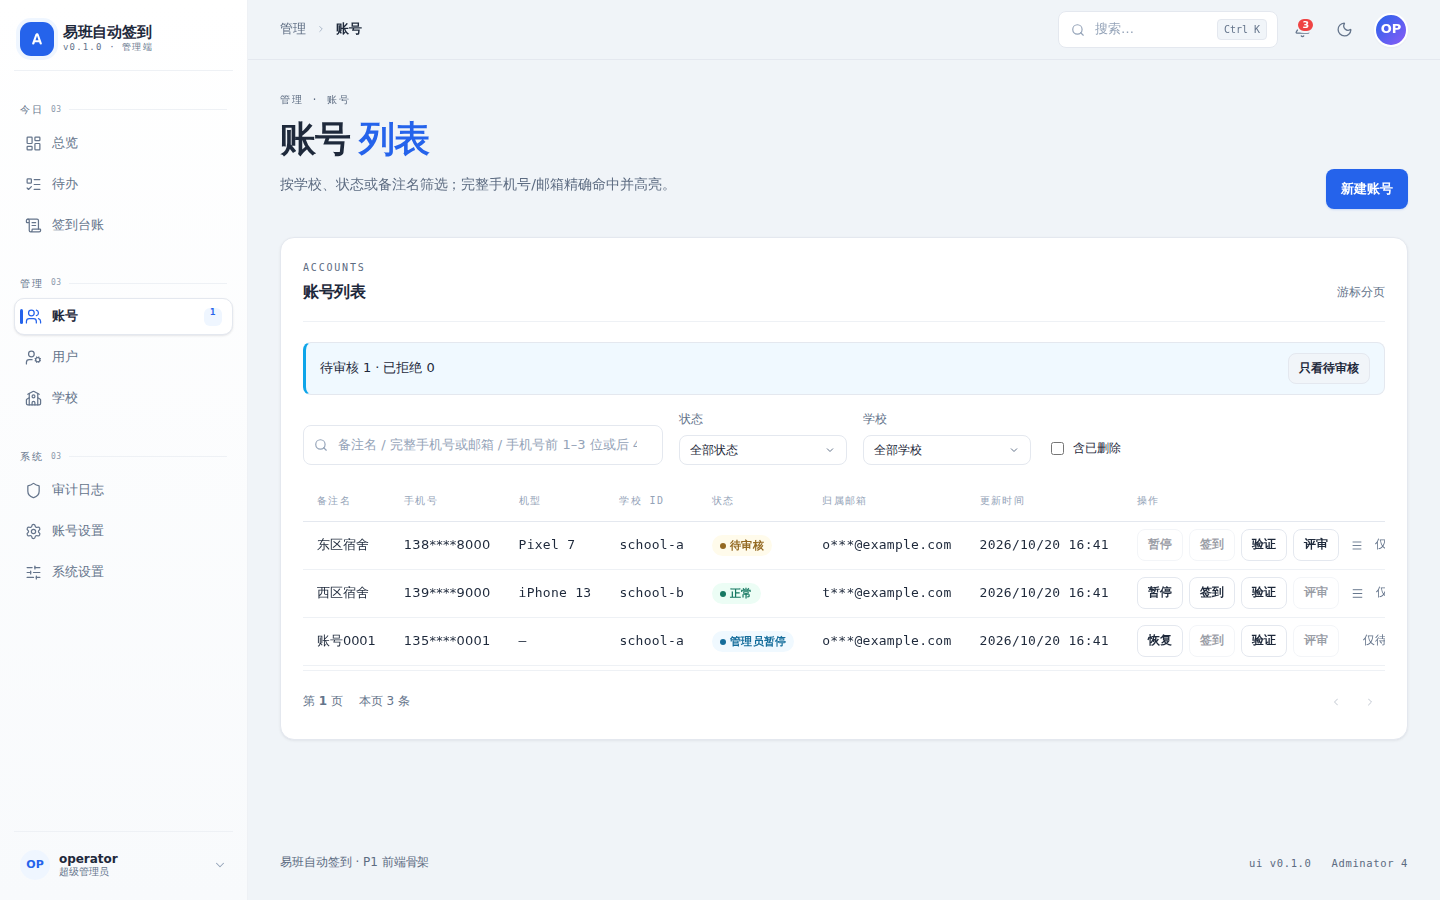 A
易班自动签到
v0.1.0 · 管理端
今日 03
总览
待办
签到台账
管理 03
账号 1
用户
学校
系统 03
审计日志
账号设置
系统设置
OP
operator
超级管理员
管理 › 账号
搜索… Ctrl K
3
OP
管理 · 账号
账号 列表
按学校、状态或备注名筛选；完整手机号/邮箱精确命中并高亮。
新建账号
ACCOUNTS
账号列表
游标分页
待审核 1 · 已拒绝 0
只看待审核
备注名 / 完整手机号或邮箱 / 手机号前 1–3 位或后
状态
全部状态
学校
全部学校
含已删除
备注名 手机号 机型 学校 ID 状态 归属邮箱 更新时间 操作
东区宿舍 138****8000 Pixel 7 school-a 待审核 o***@example.com 2026/10/20 16:41 暂停 签到 验证 评审 仅
西区宿舍 139****9000 iPhone 13 school-b 正常 t***@example.com 2026/10/20 16:41 暂停 签到 验证 评审 仅
账号0001 135****0001 — school-a 管理员暂停 o***@example.com 2026/10/20 16:41 恢复 签到 验证 评审 仅待
第 1 页 本页 3 条
‹ ›
易班自动签到 · P1 前端骨架
ui v0.1.0 Adminator 4